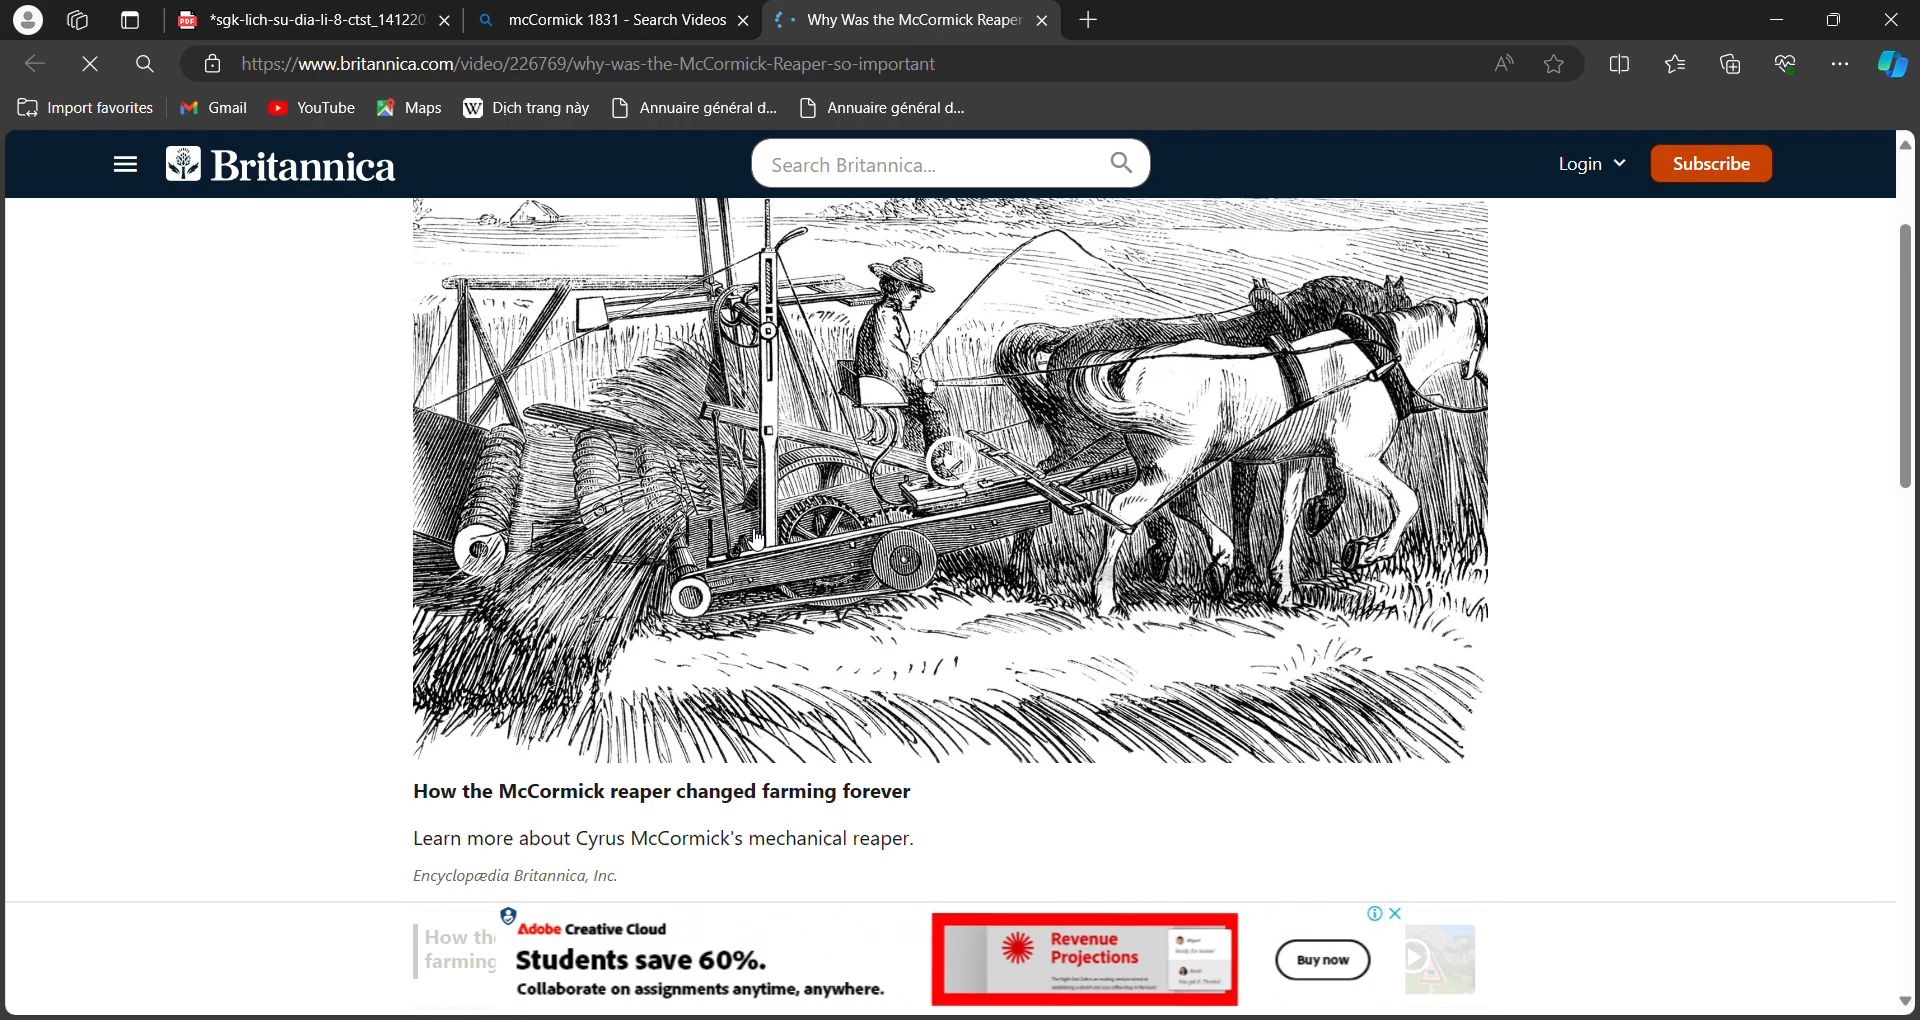 *sgk-lich-su-dia-li-8-ctst_141220
mcCormick 1831 - Search Videos
Why Was the McCormick Reaper
https://www.britannica.com/video/226769/why-was-the-McCormick-Reaper-so-important
Import favorites
Gmail
YouTube
Maps
Dịch trang này
Annuaire général d...
Annuaire général d...
Britannica
Search Britannica...
Login
Subscribe
How the McCormick reaper changed farming forever
Learn more about Cyrus McCormick's mechanical reaper.
Encyclopædia Britannica, Inc.
How the
farming
Adobe Creative Cloud
Students save 60%.
Collaborate on assignments anytime, anywhere.
Revenue
Projections
Buy now